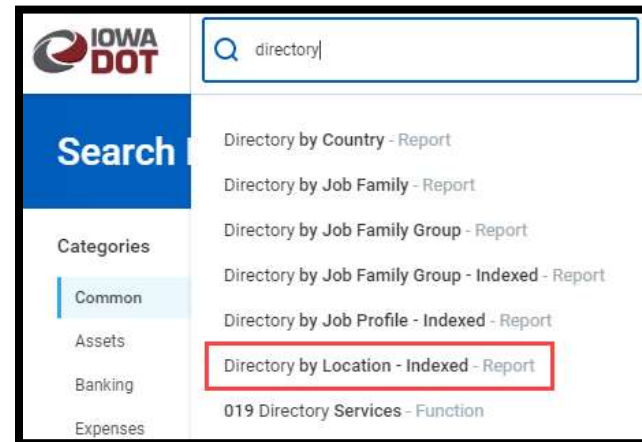 IOWA
DOT
directory
Search
Directory by Country - Report
Directory by Job Family - Report
Directory by Job Family Group - Report
Directory by Job Family Group - Indexed - Report
Directory by Job Profile - Indexed - Report
Directory by Location - Indexed - Report
019 Directory Services - Function
Categories
Common
Assets
Banking
Expenses